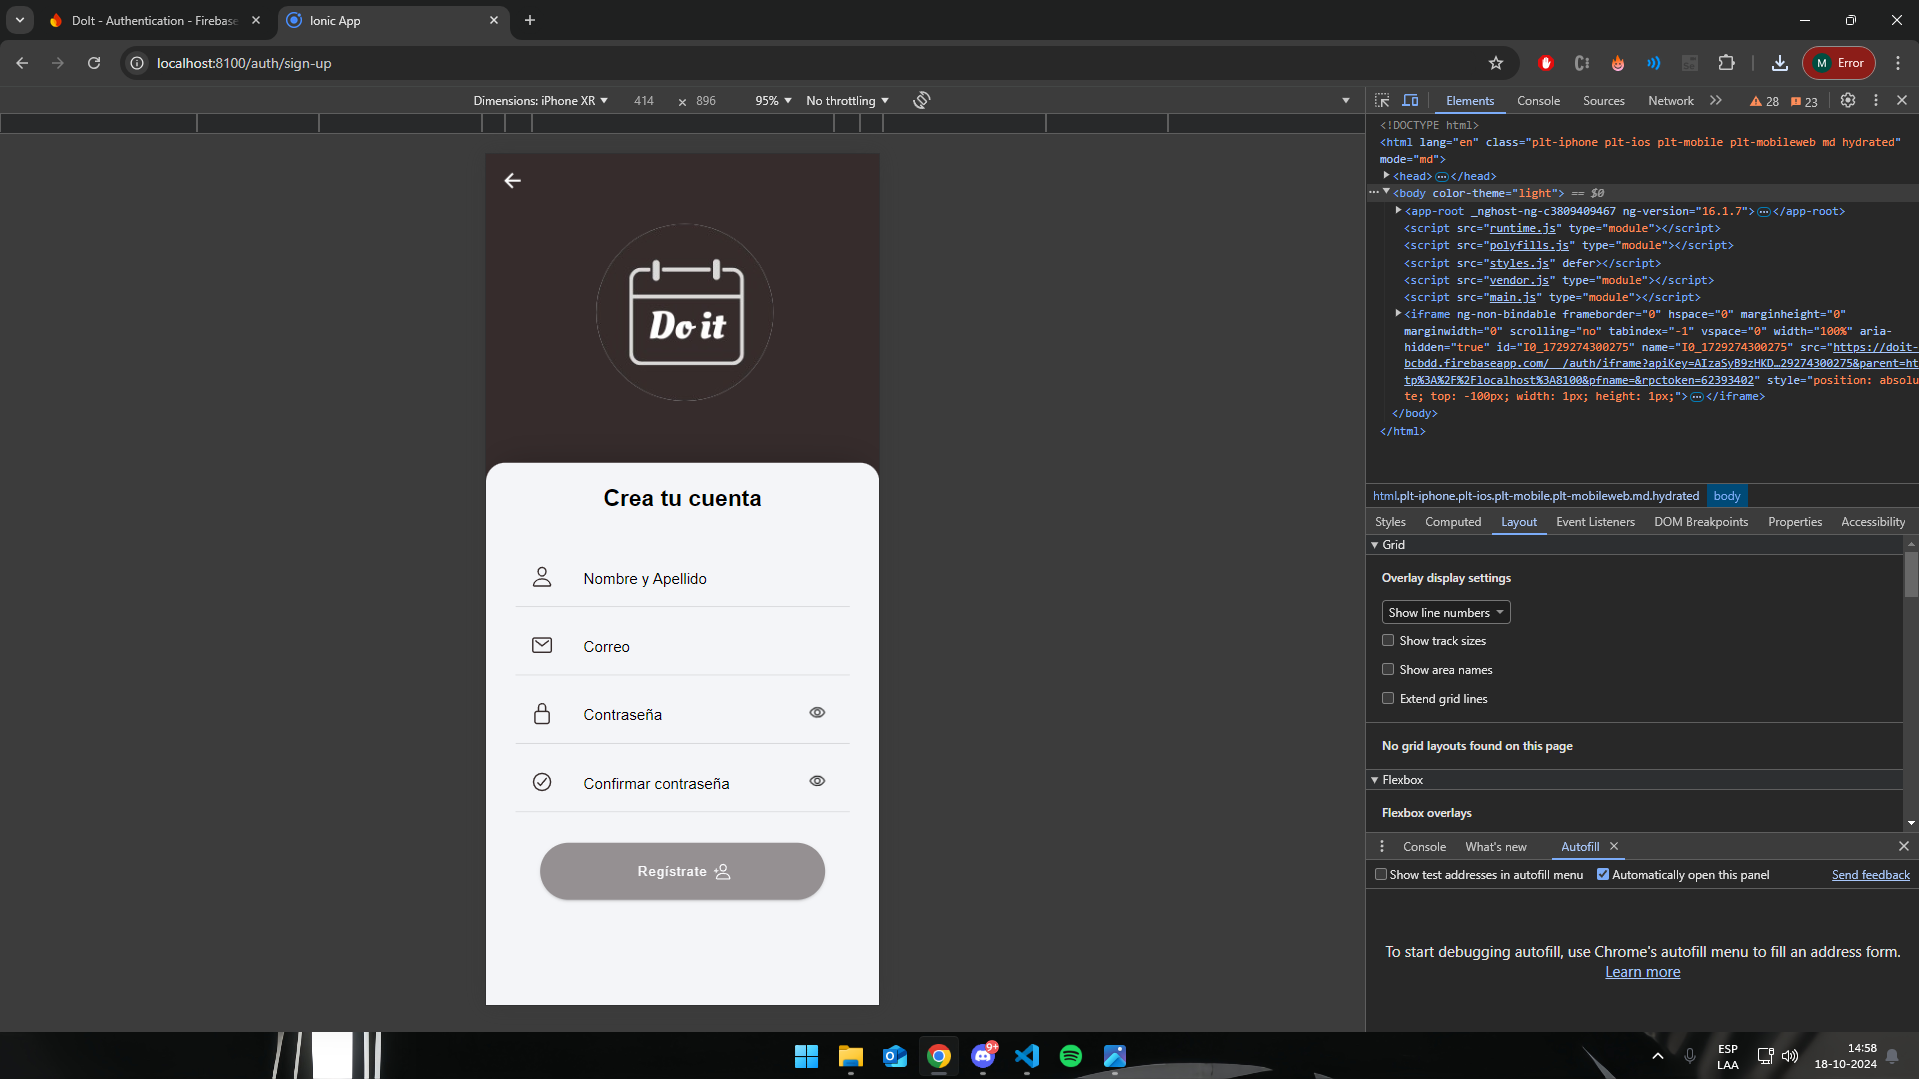 DoIt - Authentication - Firebase
Ionic App
localhost:8100/auth/sign-up
M Error
Dimensions: iPhone XR 414 × 896 95% No throttling
Elements Console Sources Network 28 23
<!DOCTYPE html>
<html lang="en" class="plt-iphone plt-ios plt-mobile plt-mobileweb md hydrated"
mode="md">
<head> ••• </head>
••• <body color-theme="light"> == $0
<app-root _nghost-ng-c3809409467 ng-version="16.1.7"> ••• </app-root>
<script src="runtime.js" type="module"></script>
<script src="polyfills.js" type="module"></script>
<script src="styles.js" defer></script>
<script src="vendor.js" type="module"></script>
<script src="main.js" type="module"></script>
<iframe ng-non-bindable frameborder="0" hspace="0" marginheight="0"
marginwidth="0" scrolling="no" tabindex="-1" vspace="0" width="100%" aria-
hidden="true" id="I0_1729274300275" name="I0_1729274300275" src="https://doit-
bcbdd.firebaseapp.com/__/auth/iframe?apiKey=AIzaSyB9zHKD…29274300275&parent=ht
tp%3A%2F%2Flocalhost%3A8100&pfname=&rpctoken=62393402" style="position: absolu
te; top: -100px; width: 1px; height: 1px;"> ••• </iframe>
</body>
</html>
html.plt-iphone.plt-ios.plt-mobile.plt-mobileweb.md.hydrated body
Styles Computed Layout Event Listeners DOM Breakpoints Properties Accessibility
Grid
Overlay display settings
Show line numbers
Show track sizes
Show area names
Extend grid lines
No grid layouts found on this page
Flexbox
Flexbox overlays
Console What's new Autofill
Show test addresses in autofill menu Automatically open this panel Send feedback
To start debugging autofill, use Chrome's autofill menu to fill an address form.
Learn more
Do it
Crea tu cuenta
Nombre y Apellido
Correo
Contraseña
Confirmar contraseña
Regístrate
9+
ESP
LAA
14:58
18-10-2024